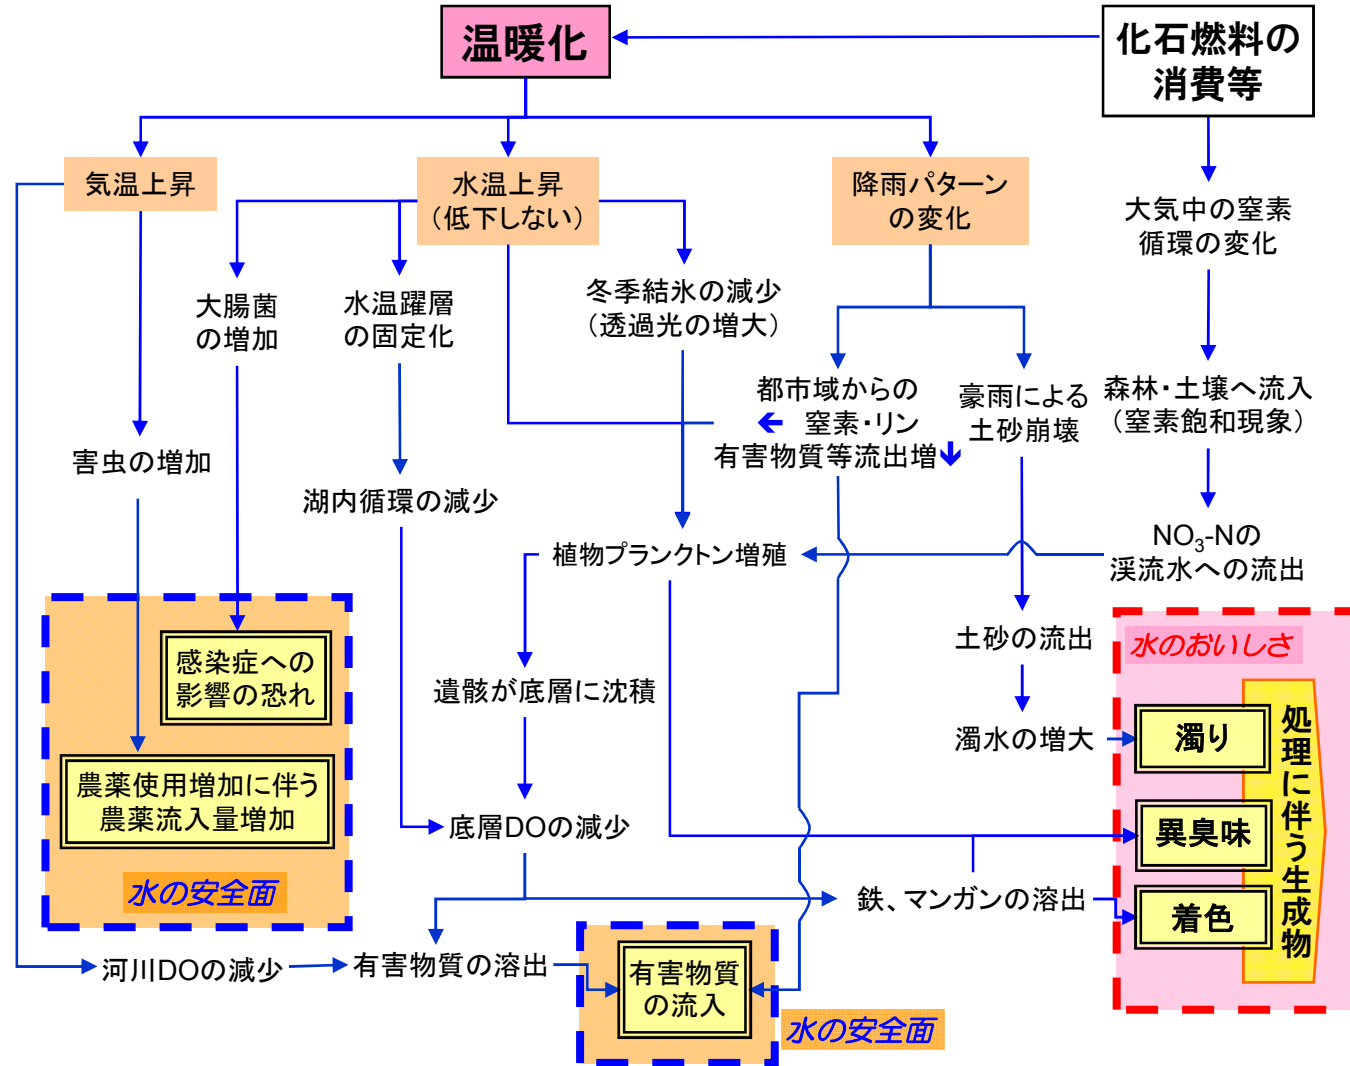 温暖化
化石燃料の
消費等
気温上昇
水温上昇
（低下しない）
降雨パターン
の変化
大気中の窒素
循環の変化
大腸菌
の増加
水温躍層
の固定化
冬季結氷の減少
（透過光の増大）
都市域からの
窒素・リン
有害物質等流出増
豪雨による
土砂崩壊
森林・土壌へ流入
（窒素飽和現象）
害虫の増加
湖内循環の減少
植物プランクトン増殖
NO3-Nの
渓流水への流出
感染症への
影響の恐れ
土砂の流出
水のおいしさ
遺骸が底層に沈積
濁水の増大
濁り
処理に伴う生成物
農薬使用増加に伴う
農薬流入量増加
底層DOの減少
異臭味
水の安全面
鉄、マンガンの溶出
着色
河川DOの減少
有害物質の溶出
有害物質
の流入
水の安全面